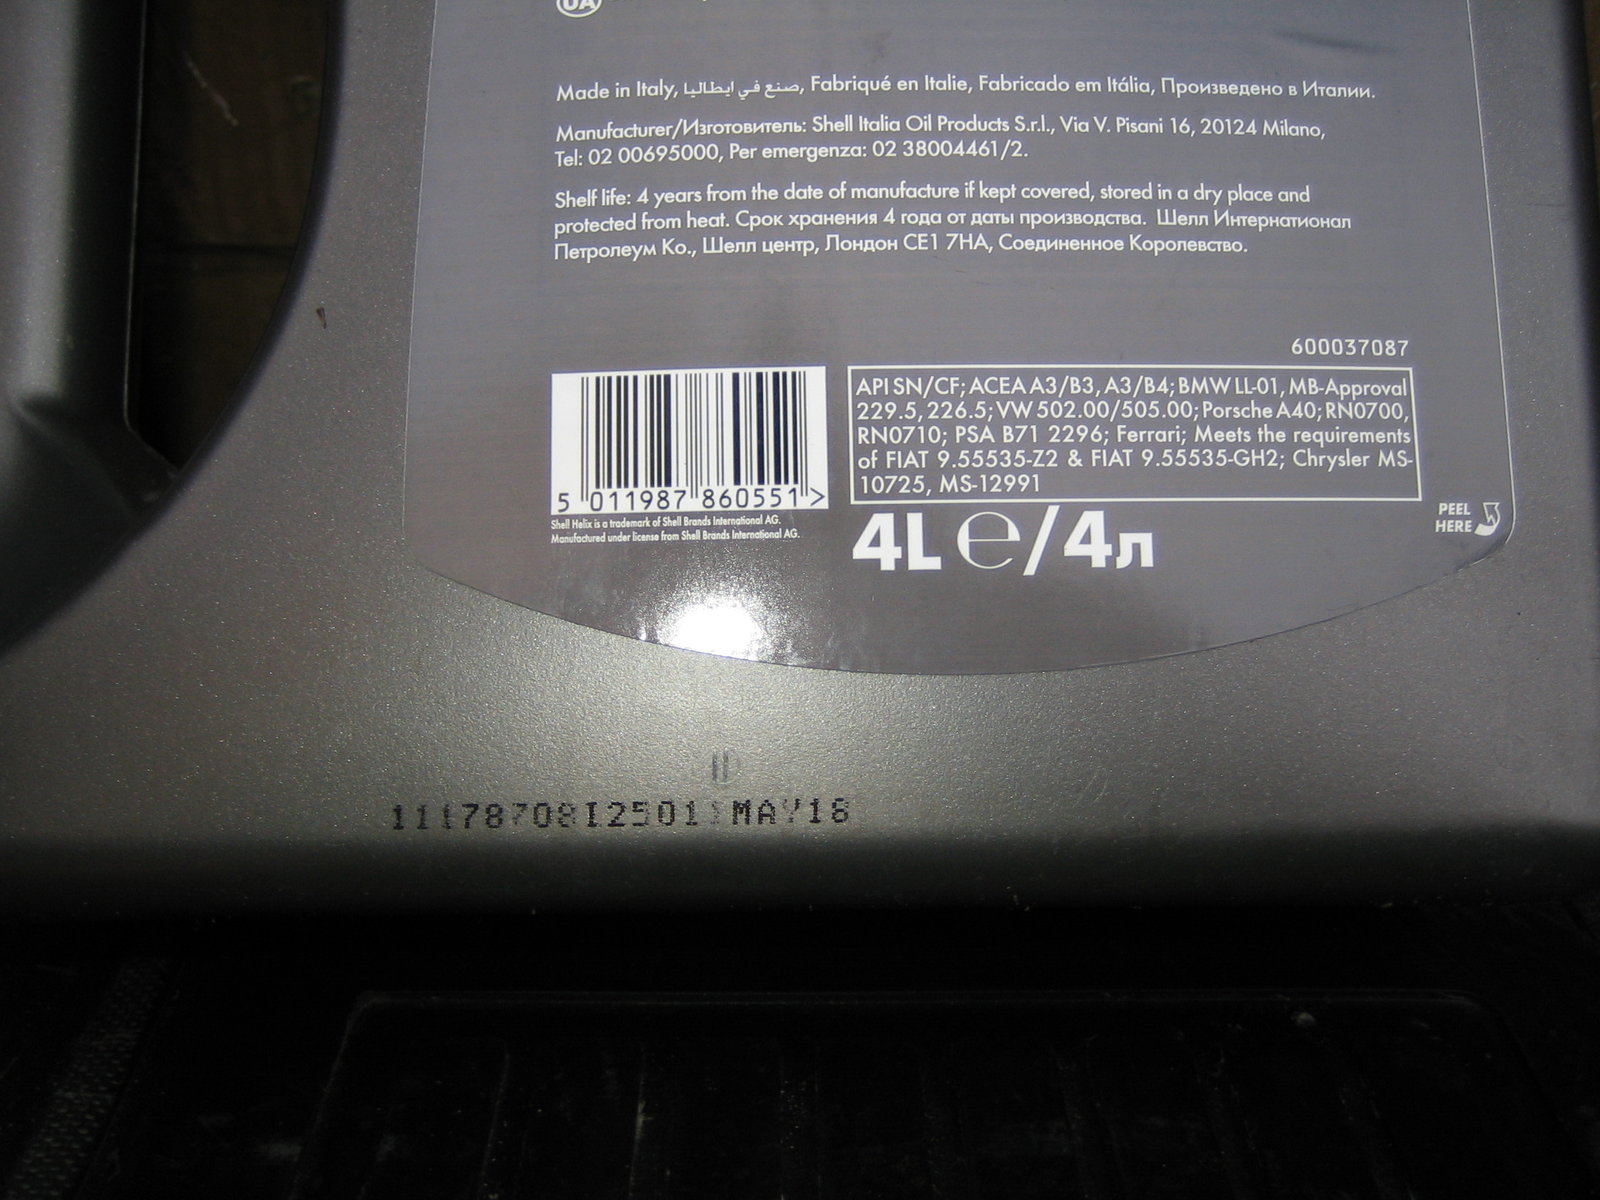 UA
Made in Italy, صنع في ايطاليا, Fabriqué en Italie, Fabricado em Itália, Произведено в Италии.
Manufacturer/Изготовитель: Shell Italia Oil Products S.r.l., Via V. Pisani 16, 20124 Milano,
Tel: 02 00695000, Per emergenza: 02 38004461/2.
Shelf life: 4 years from the date of manufacture if kept covered, stored in a dry place and
protected from heat. Срок хранения 4 года от даты производства. Шелл Интернатионал
Петролеум Ко., Шелл центр, Лондон СЕ1 7НА, Соединенное Королевство.
600037087
API SN/CF; ACEA A3/B3, A3/B4; BMW LL-01, MB-Approval
229.5, 226.5; VW 502.00/505.00; Porsche A40; RN0700,
RN0710; PSA B71 2296; Ferrari; Meets the requirements
of FIAT 9.55535-Z2 & FIAT 9.55535-GH2; Chrysler MS-
10725, MS-12991
5 011987 860551 >
Shell Helix is a trademark of Shell Brands International AG.
Manufactured under license from Shell Brands International AG.
4L ℮/4л
PEEL
HERE
MAY18